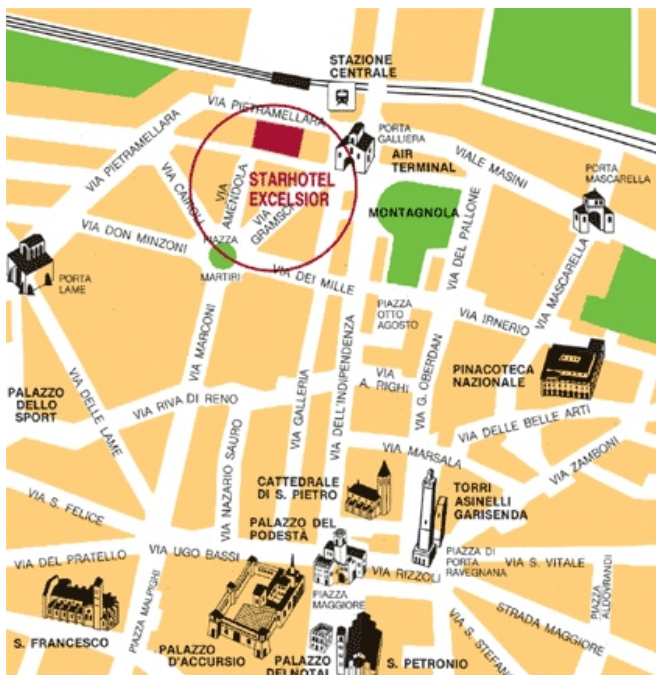 STAZIONE
CENTRALE
VIA PIETRAMELLARA
PORTA
GALLIERA
AIR
TERMINAL
VIALE MASINI
PORTA
MASCARELLA
VIA PIETRAMELLARA
VIA CAIROLI
VIA
AMENDOLA
STARHOTEL
EXCELSIOR
VIA
GRAMSCI
MONTAGNOLA
VIA DEL PALLONE
VIA MASCARELLA
VIA DON MINZONI
PIAZZA
MARTIRI
PORTA
LAME
VIA DEI MILLE
PIAZZA
OTTO
AGOSTO
VIA IRNERIO
VIA MARCONI
VIA GALLERIA
VIA DELL'INDIPENDENZA
VIA
A. RIGHI
VIA G. OBERDAN
PINACOTECA
NAZIONALE
PALAZZO
DELLO
SPORT
VIA DELLE LAME
VIA RIVA DI RENO
VIA DELLE BELLE ARTI
VIA NAZARIO SAURO
VIA MARSALA
VIA ZAMBONI
CATTEDRALE
DI S. PIETRO
TORRI
ASINELLI
GARISENDA
VIA S. FELICE
PALAZZO DEL
PODESTÀ
VIA DEL PRATELLO
VIA UGO BASSI
VIA RIZZOLI
PIAZZA DI
PORTA
RAVEGNANA
VIA S. VITALE
PIAZZA
ALDOVRANDI
PIAZZA MALPIGHI
PIAZZA
MAGGIORE
STRADA MAGGIORE
VIA S. STEFANO
S. FRANCESCO
PALAZZO
D'ACCURSIO
PALAZZO
DEI NOTAI
S. PETRONIO